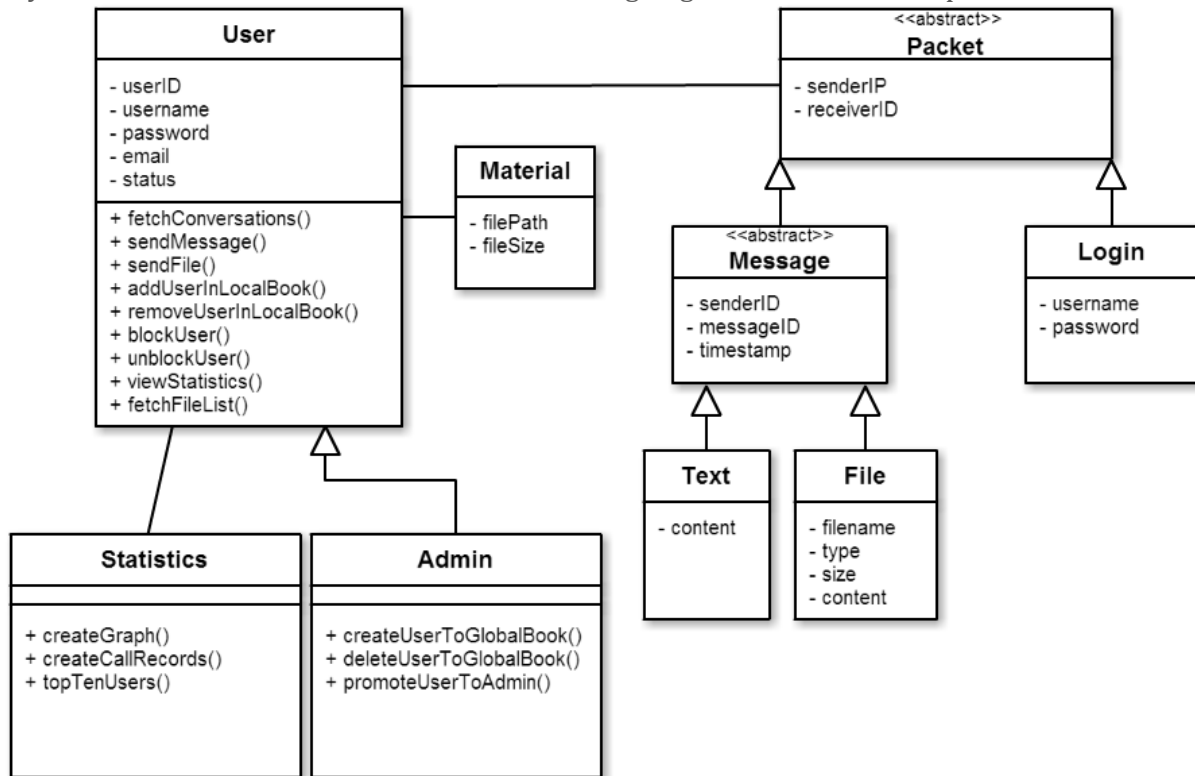 User
- userID
- username
- password
- email
- status
+ fetchConversations()
+ sendMessage()
+ sendFile()
+ addUserInLocalBook()
+ removeUserInLocalBook()
+ blockUser()
+ unblockUser()
+ viewStatistics()
+ fetchFileList()
Material
- filePath
- fileSize
<<abstract>>
Packet
- senderIP
- receiverID
<<abstract>>
Message
- senderID
- messageID
- timestamp
Login
- username
- password
Text
- content
File
- filename
- type
- size
- content
Statistics
+ createGraph()
+ createCallRecords()
+ topTenUsers()
Admin
+ createUserToGlobalBook()
+ deleteUserToGlobalBook()
+ promoteUserToAdmin()